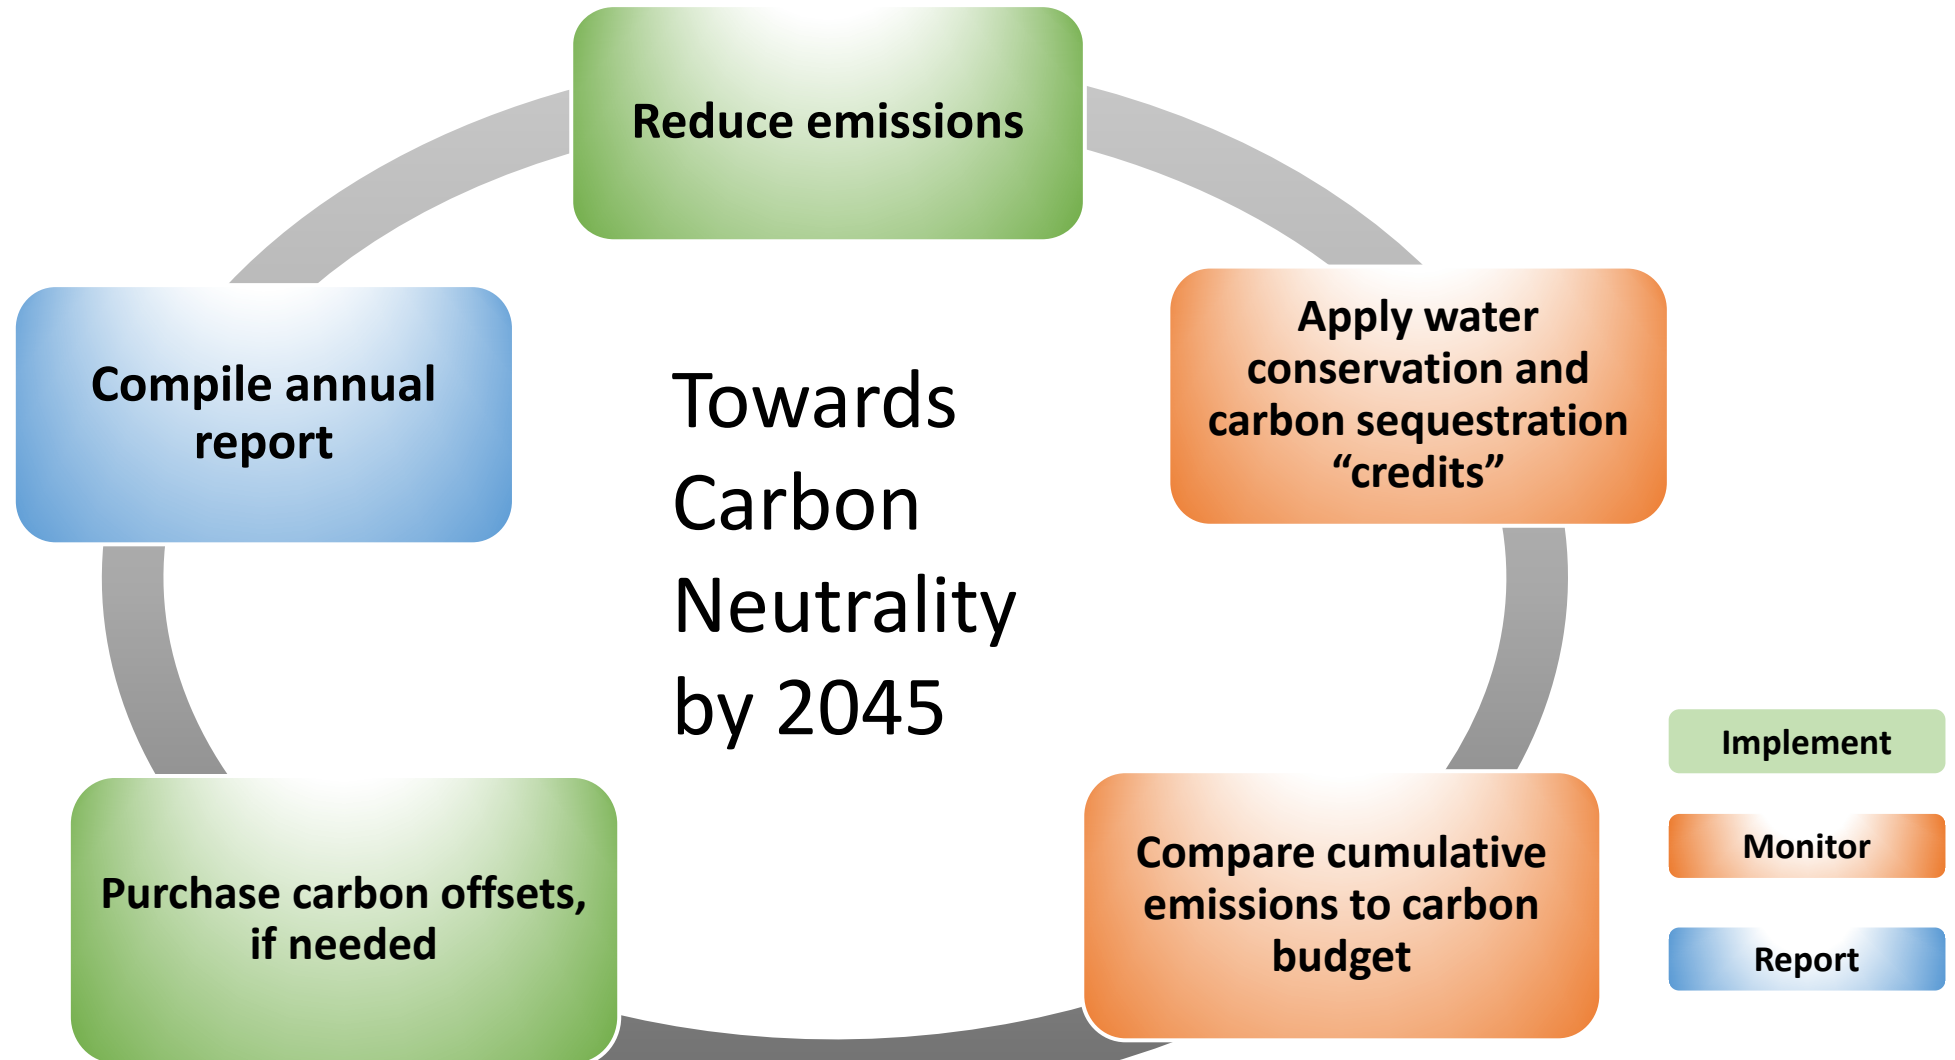 Reduce emissions
Apply water
conservation and
carbon sequestration
“credits”
Compare cumulative
emissions to carbon
budget
Purchase carbon offsets,
if needed
Compile annual
report
Towards
Carbon
Neutrality
by 2045
Implement
Monitor
Report